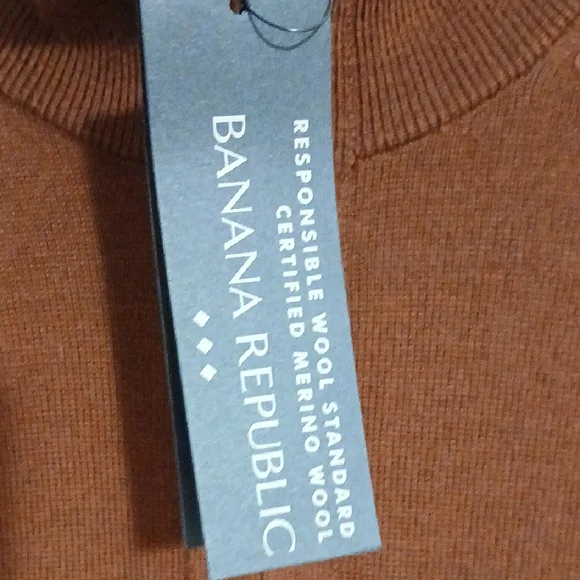 RESPONSIBLE WOOL STANDARD
CERTIFIED MERINO WOOL
BANANA REPUBLIC